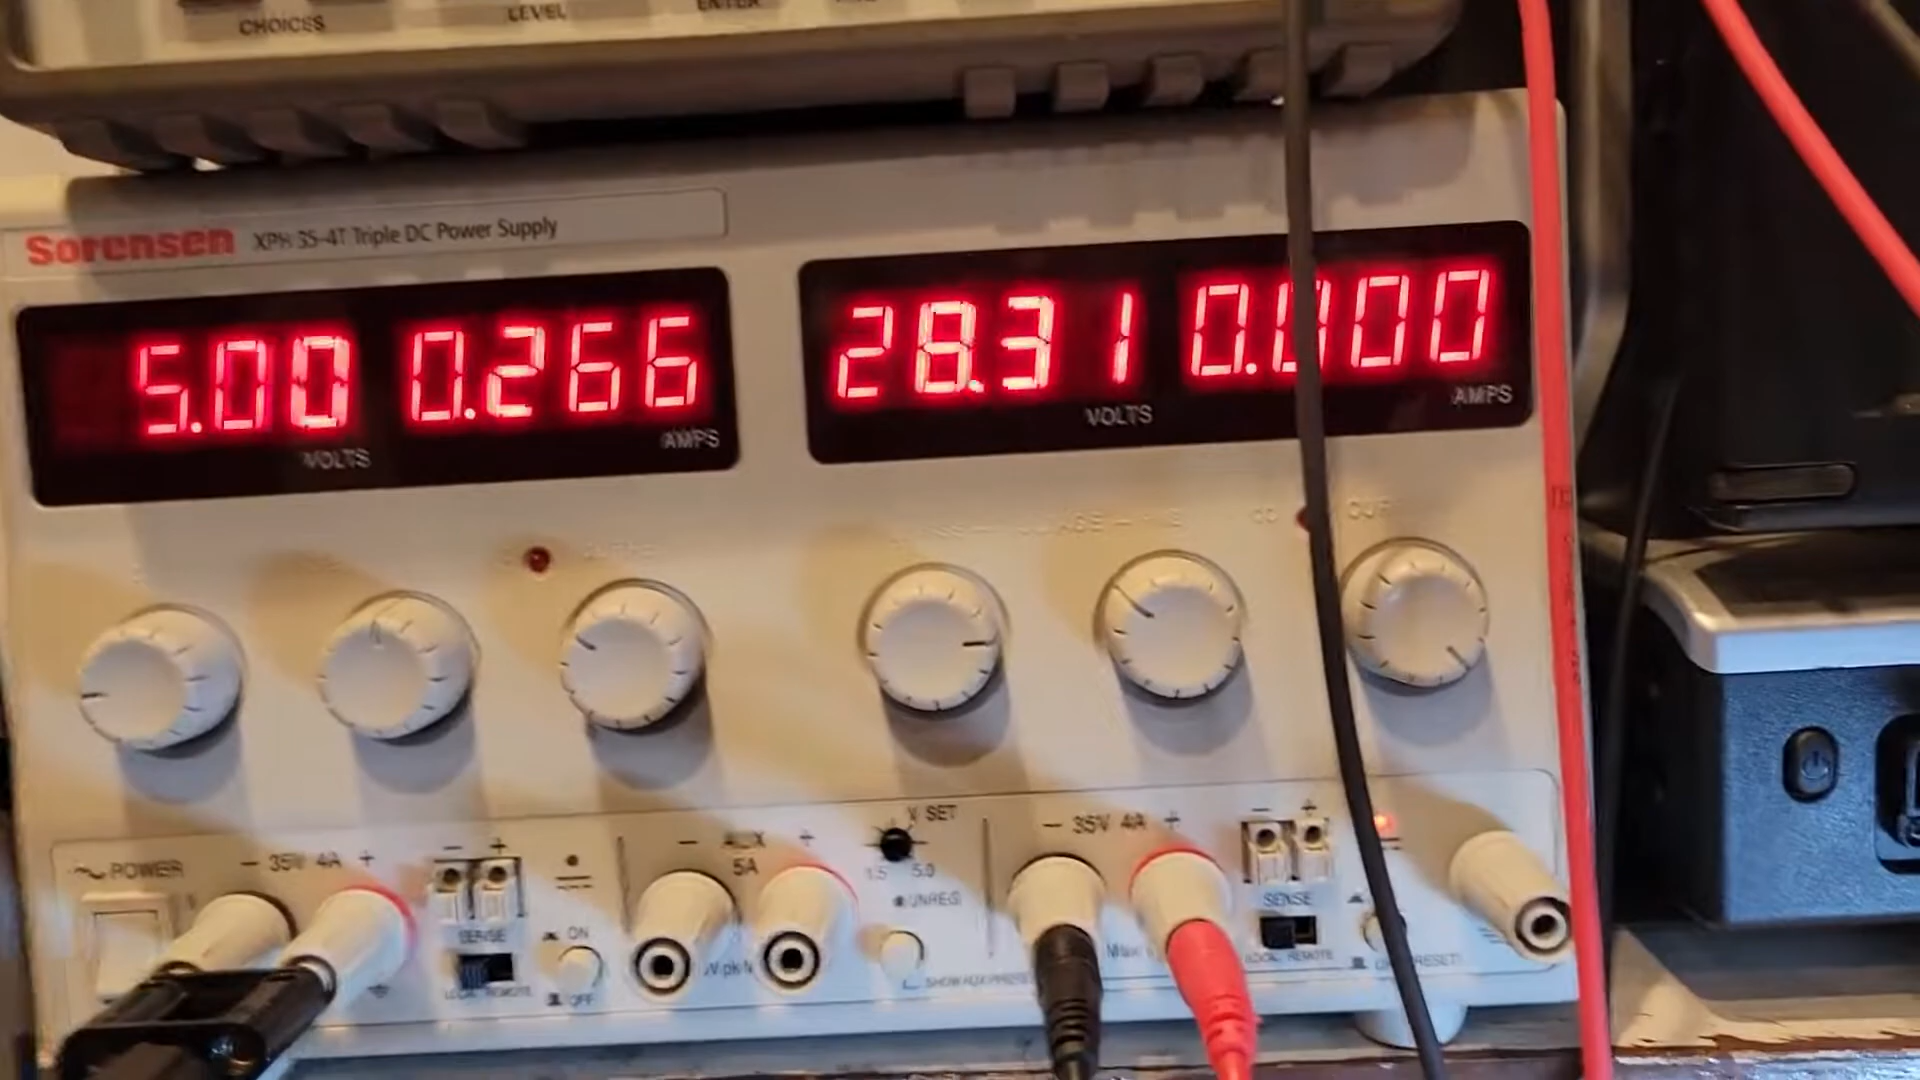 CHOICES
LEVEL
ENTER
Sorensen XPH 35-4T Triple DC Power Supply
5.00 0.266
VOLTS
AMPS
28.31 0.000
VOLTS
AMPS
POWER
- 35V 4A +
- +
SENSE
LOCAL REMOTE
ON
OFF
- AUX +
5A
V SET
1.5 5.0
UNREG
- 35V 4A +
- +
SENSE
LOCAL REMOTE